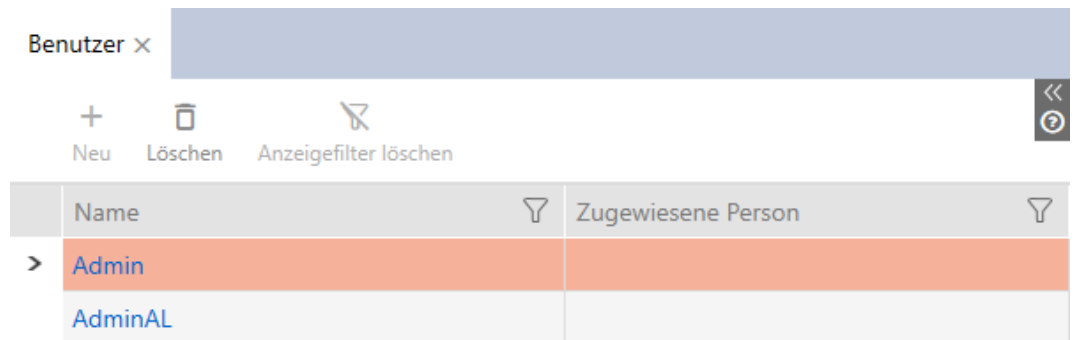 Benutzer
Neu Löschen Anzeigefilter löschen
Name Zugewiesene Person
Admin
AdminAL